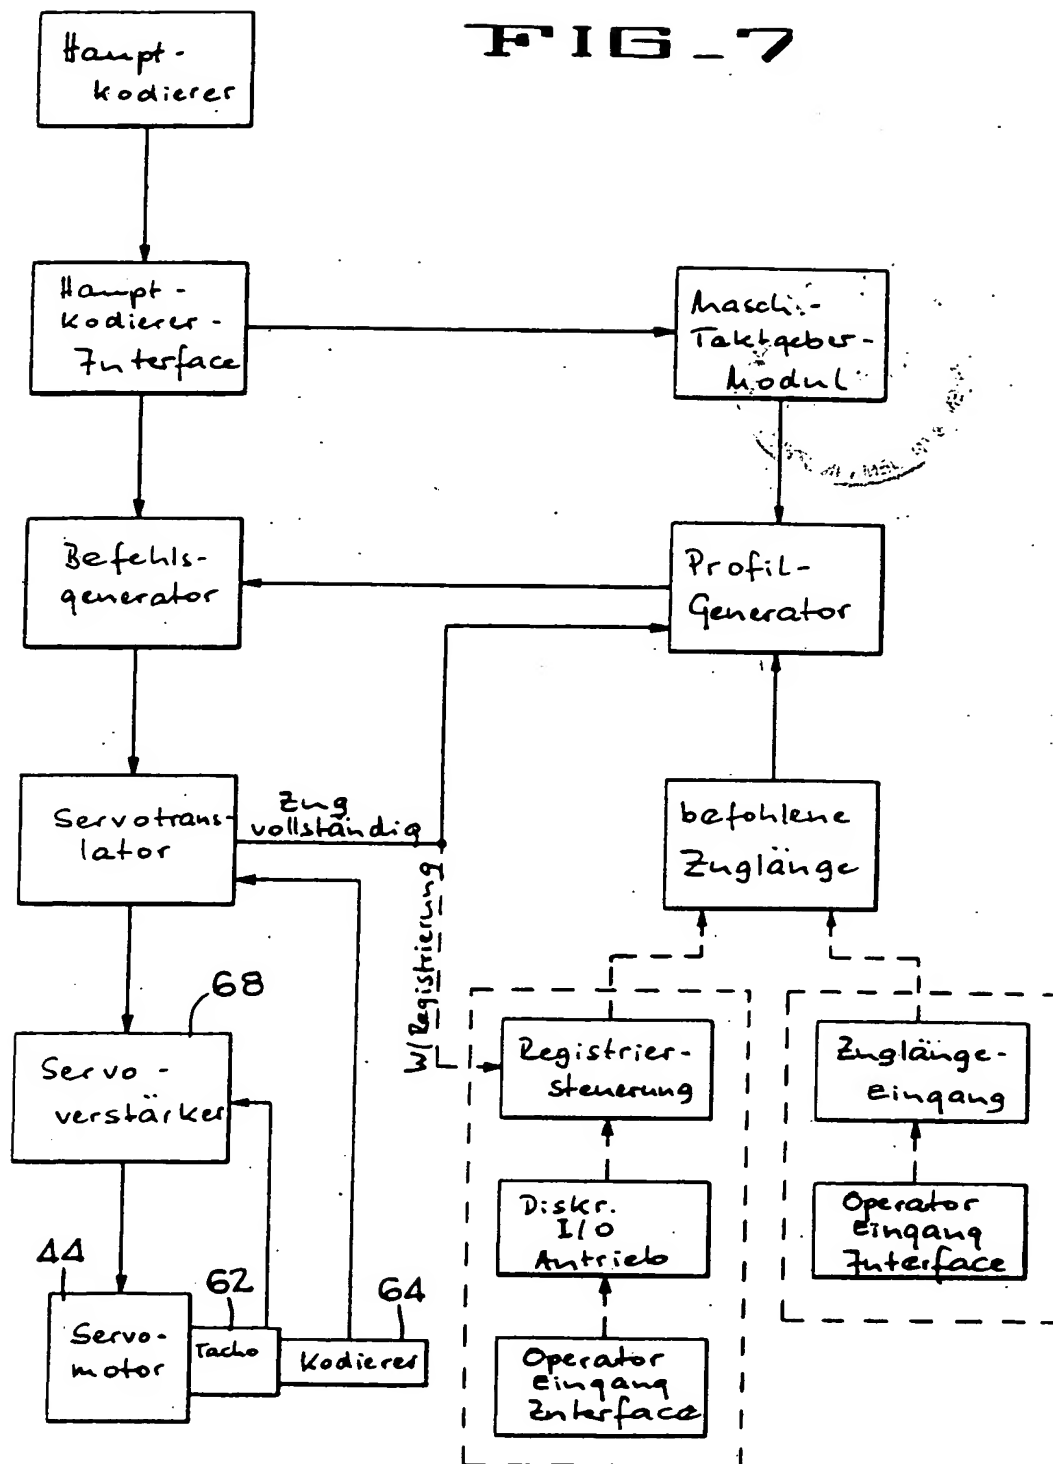 FIG_7
Haupt-
kodierer
Haupt-
kodierer-
Interface
Masch.-
Taktgeber-
Modul
Befehls-
generator
Profil-
Generator
Servotrans-
lator
Zug
vollständig
befohlene
Zuglänge
W/Registrierung
68
Servo-
verstärker
Registrier-
steuerung
Zuglänge-
eingang
Diskr.
I/O
Antrieb
Operator
Eingang
Interface
44
62
64
Servo-
motor
Tacho
Kodierer
Operator
Eingang
Interface